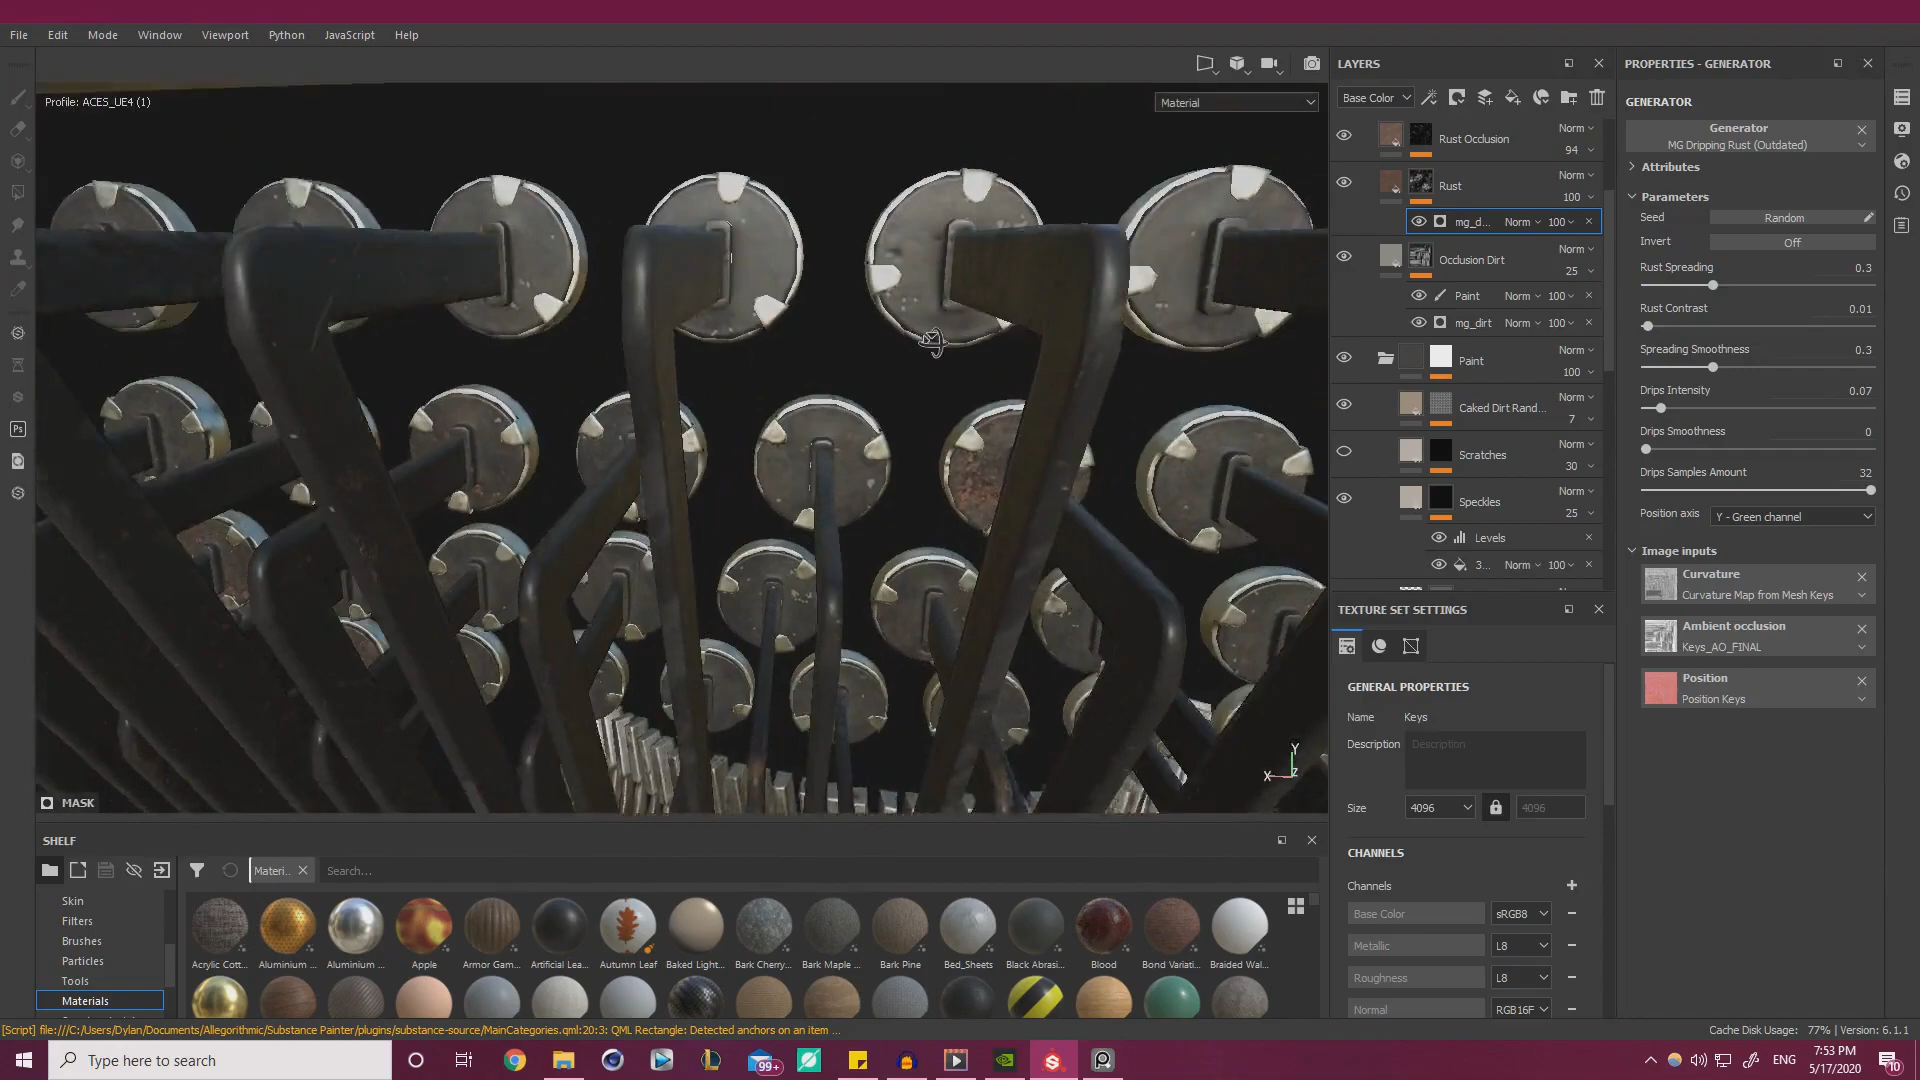 File Edit Mode Window Viewport Python JavaScript Help
Profile: ACES_UE4 (1)
Material
Y
X
Z
MASK
LAYERS
Base Color
Rust Occlusion Norm 94
Rust Norm 100
mg_d... Norm 100
Occlusion Dirt Norm 25
Paint Norm 100
mg_dirt Norm 100
Paint Norm 100
Caked Dirt Rand... Norm 7
Scratches Norm 30
Speckles Norm 25
Levels
3... Norm 100
TEXTURE SET SETTINGS
GENERAL PROPERTIES
Name Keys
Description Description
Size 4096 4096
CHANNELS
Channels
Base Color sRGB8
Metallic L8
Roughness L8
Normal RGB16F
PROPERTIES - GENERATOR
GENERATOR
Generator
MG Dripping Rust (Outdated)
Attributes
Parameters
Seed Random
Invert Off
Rust Spreading 0.3
Rust Contrast 0.01
Spreading Smoothness 0.3
Drips Intensity 0.07
Drips Smoothness 0
Drips Samples Amount 32
Position axis Y - Green channel
Image inputs
Curvature
Curvature Map from Mesh Keys
Ambient occlusion
Keys_AO_FINAL
Position
Position Keys
SHELF
Materi.. Search...
Skin
Filters
Brushes
Particles
Tools
Materials
Acrylic Cott... Aluminium ... Aluminium ... Apple Armor Gam... Artificial Lea... Autumn Leaf Baked Light... Bark Cherry... Bark Maple ... Bark Pine Bed_Sheets Black Abrasi... Blood Bond Variati... Braided Wal...
[Script] file:///C:/Users/Dylan/Documents/Allegorithmic/Substance Painter/plugins/substance-source/MainCategories.qml:20:3: QML Rectangle: Detected anchors on an item ...
Cache Disk Usage: 77% | Version: 6.1.1
Type here to search
99+
ENG
7:53 PM
5/17/2020
10
Ps